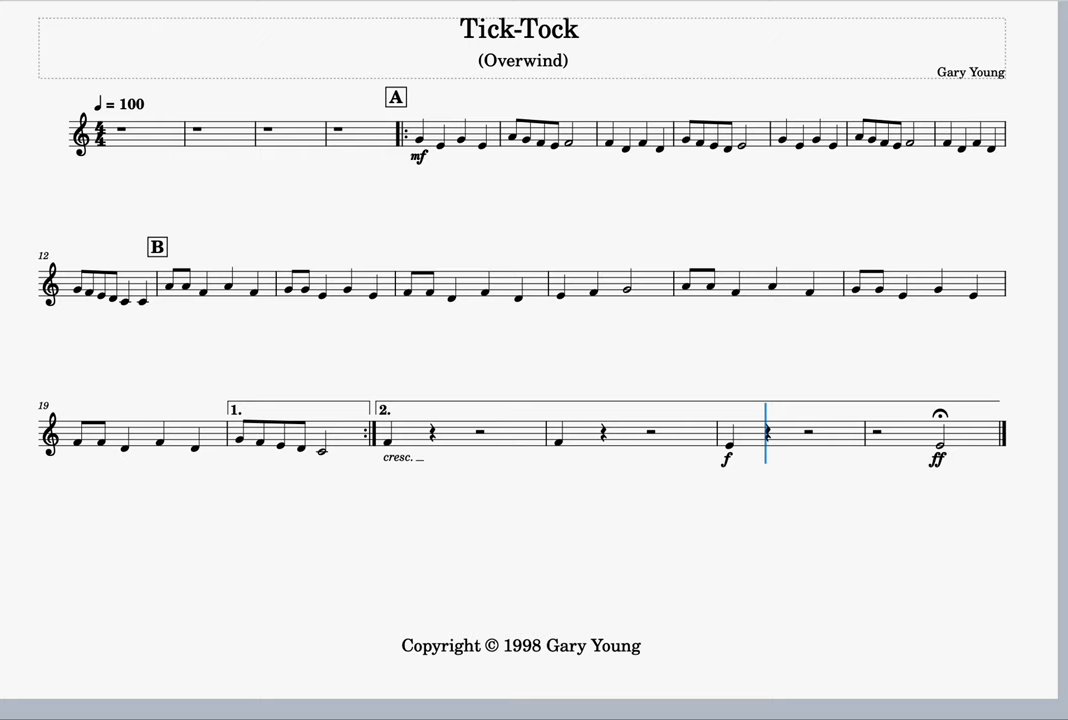 Tick-Tock
(Overwind)
Gary Young
= 100
A
mf
12
B
19
1.
2.
cresc.
f
ff
Copyright © 1998 Gary Young